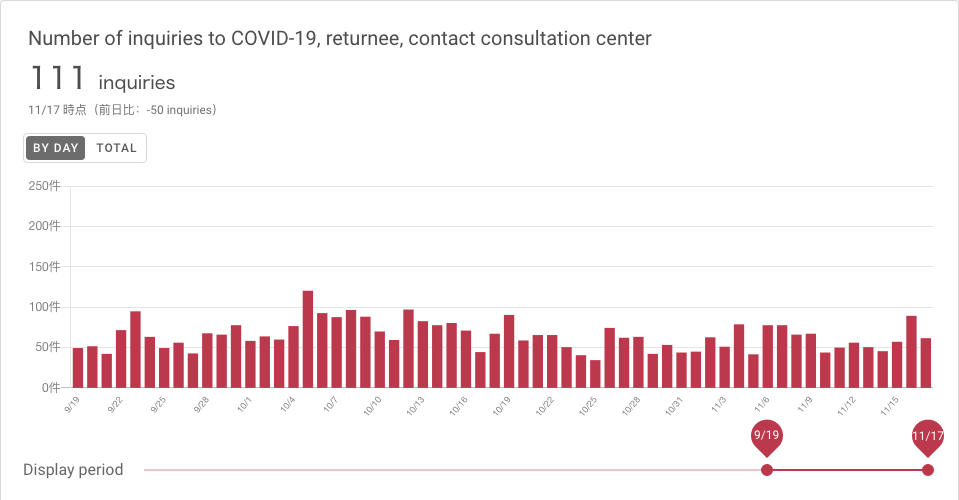 Number of inquiries to COVID-19, returnee, contact consultation center
111 inquiries
11/17 時点（前日比：-50 inquiries）
BY DAY TOTAL
250件
200件
150件
100件
50件
0件
9/19 9/22 9/25 9/28 10/1 10/4 10/7 10/10 10/13 10/16 10/19 10/22 10/25 10/28 10/31 11/3 11/6 11/9 11/12 11/15
9/19 11/17
Display period